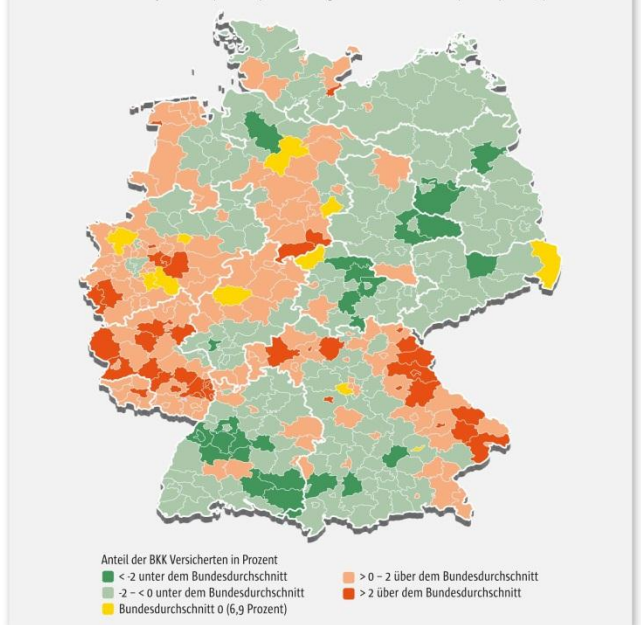 Anteil der BKK Versicherten in Prozent
< -2 unter dem Bundesdurchschnitt
-2 – < 0 unter dem Bundesdurchschnitt
Bundesdurchschnitt 0 (6,9 Prozent)
> 0 – 2 über dem Bundesdurchschnitt
> 2 über dem Bundesdurchschnitt